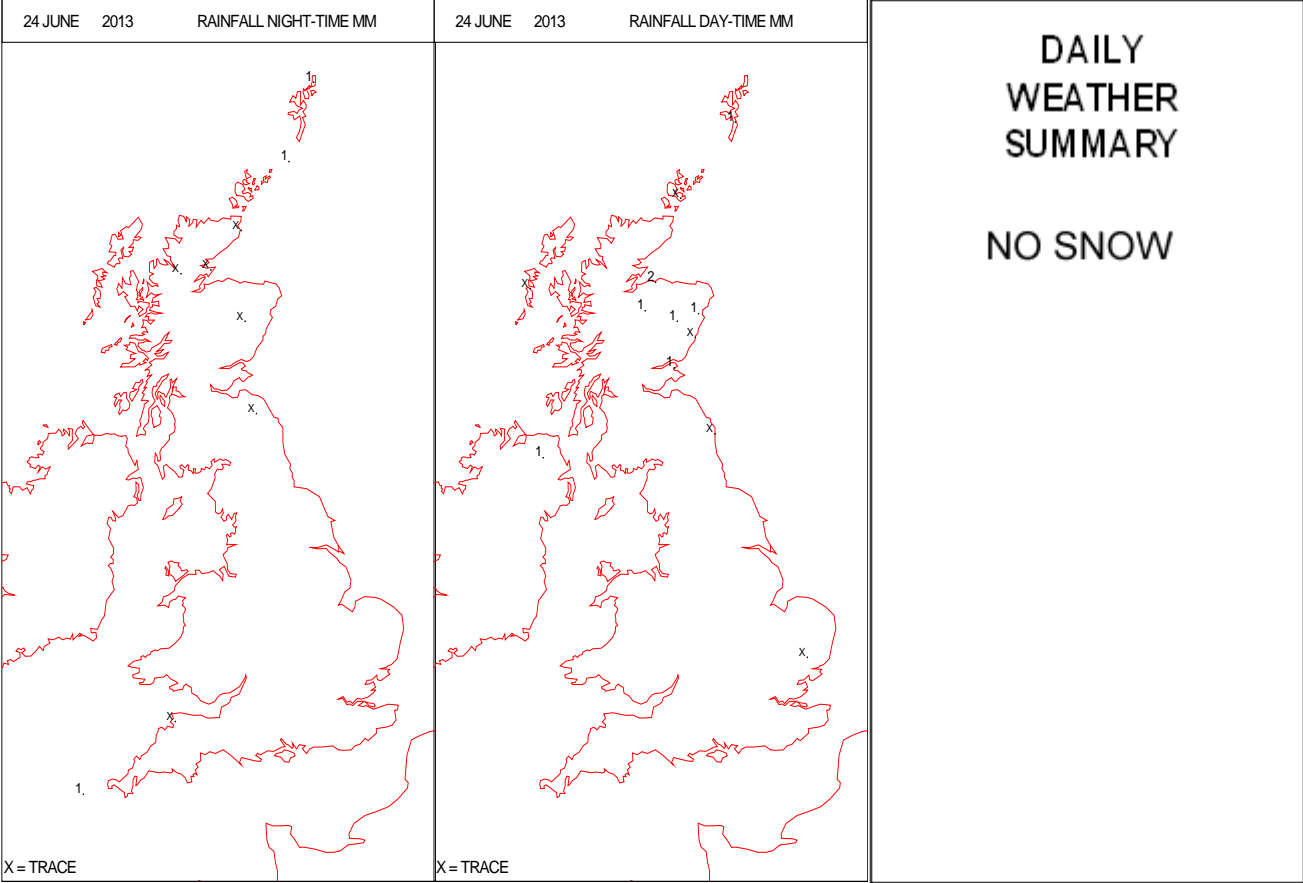 24 JUNE 2013 RAINFALL NIGHT-TIME MM
1.
1.
X.
X.
X.
X.
X.
X.
1.
X = TRACE
24 JUNE 2013 RAINFALL DAY-TIME MM
1.
X.
X.
2.
1.
1.
1.
X.
1.
X.
1.
X.
X = TRACE
DAILY
WEATHER
SUMMARY
NO SNOW